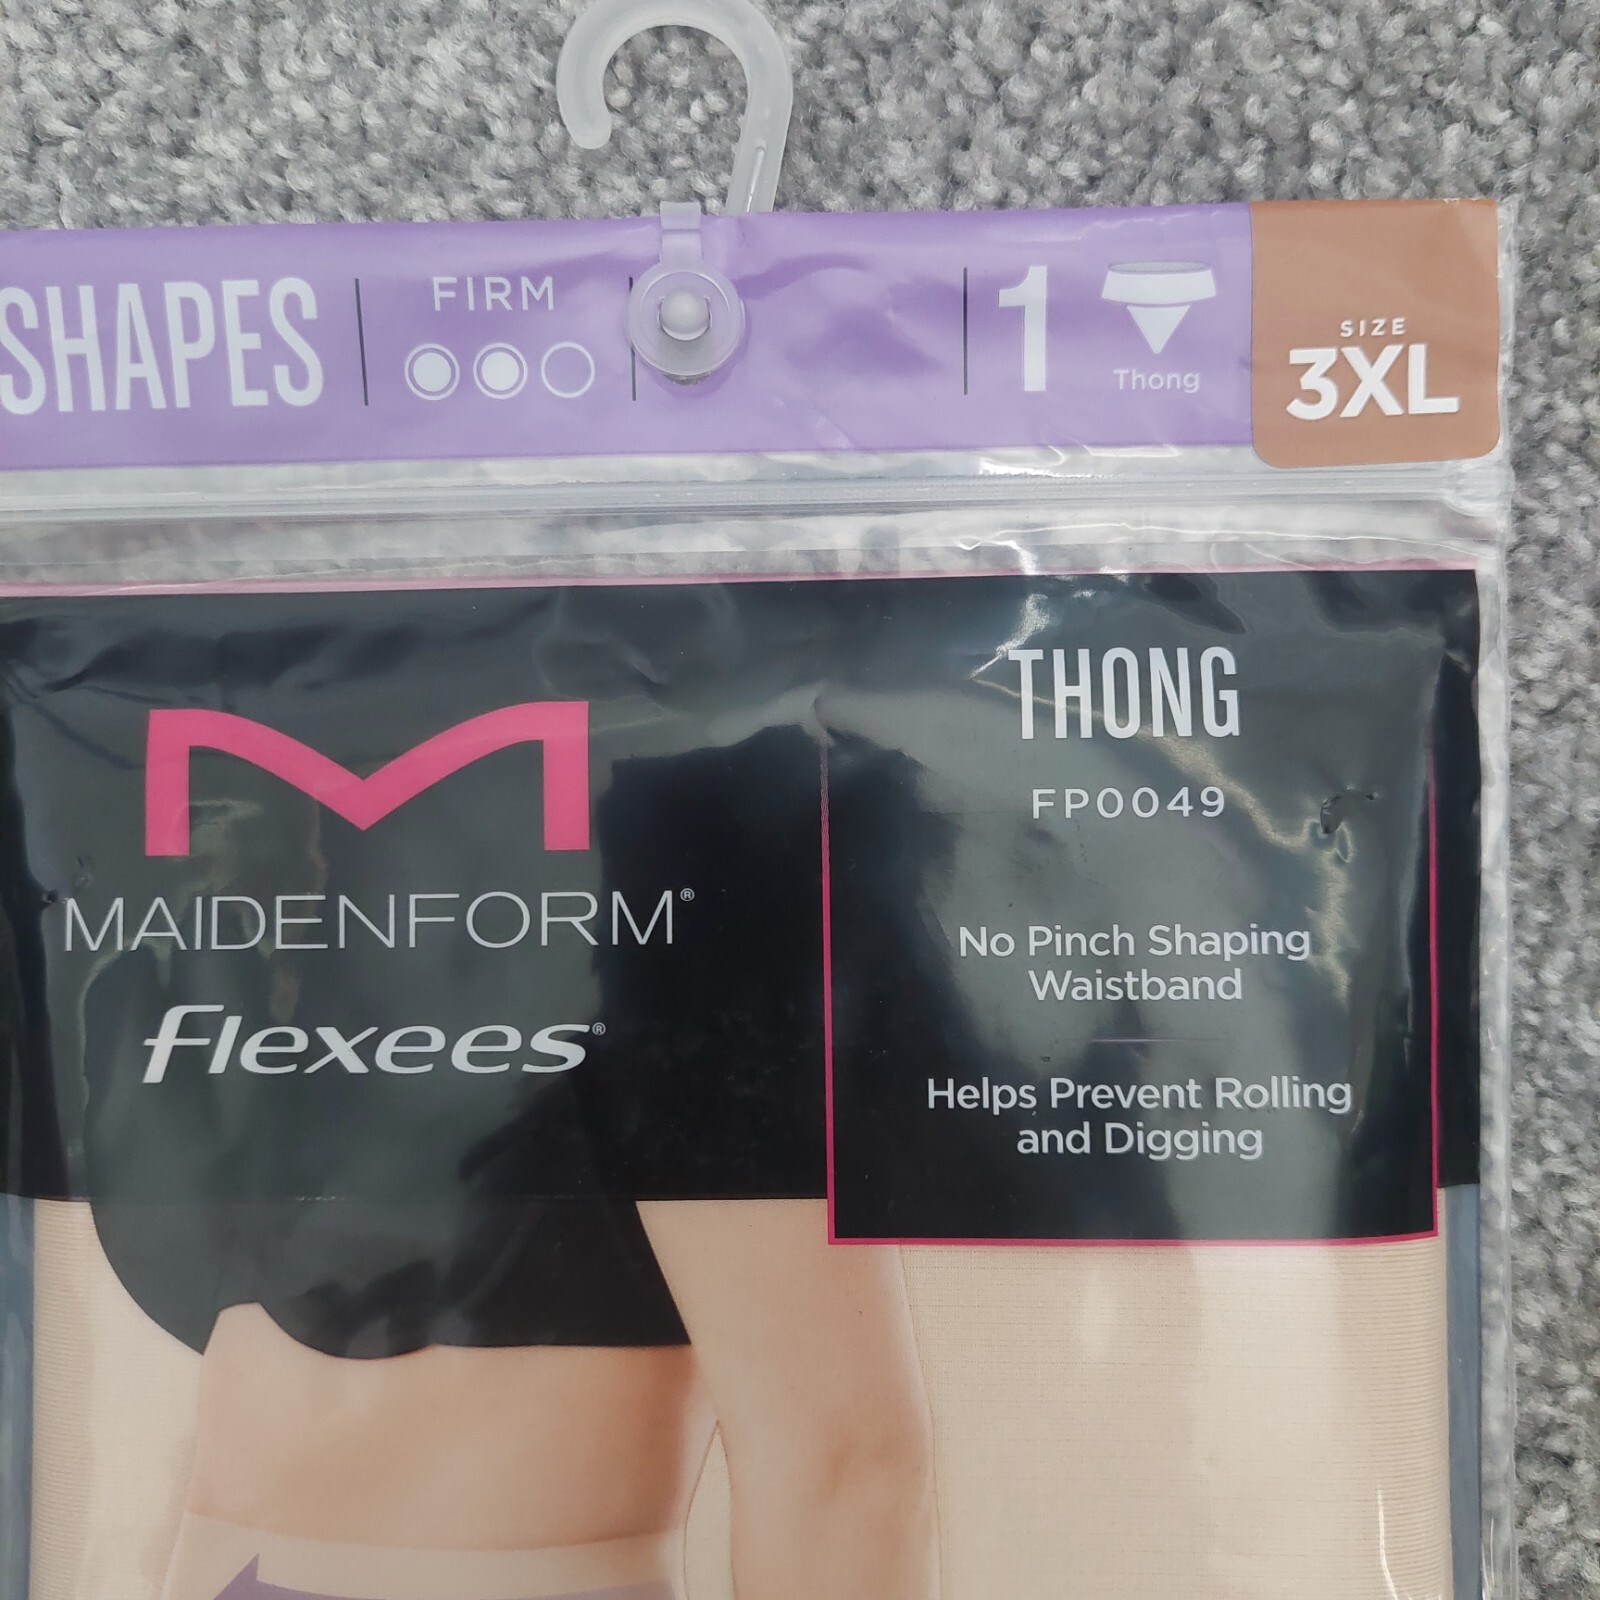 SHAPES
FIRM
1
Thong
SIZE
3XL
MAIDENFORM®
flexees®
THONG
FP0049
No Pinch Shaping
Waistband
Helps Prevent Rolling
and Digging